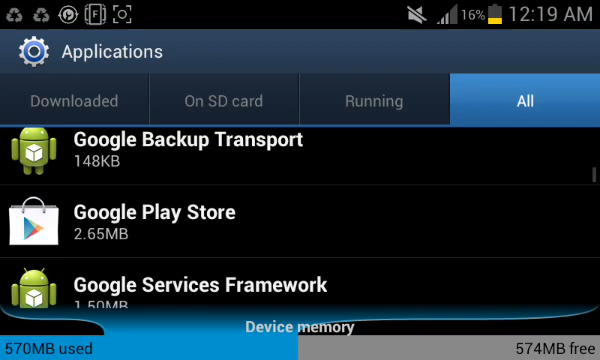 16% 12:19 AM
Applications
Downloaded On SD card Running All
Google Backup Transport
148KB
Google Play Store
2.65MB
Google Services Framework
1.50MB
Device memory
570MB used 574MB free